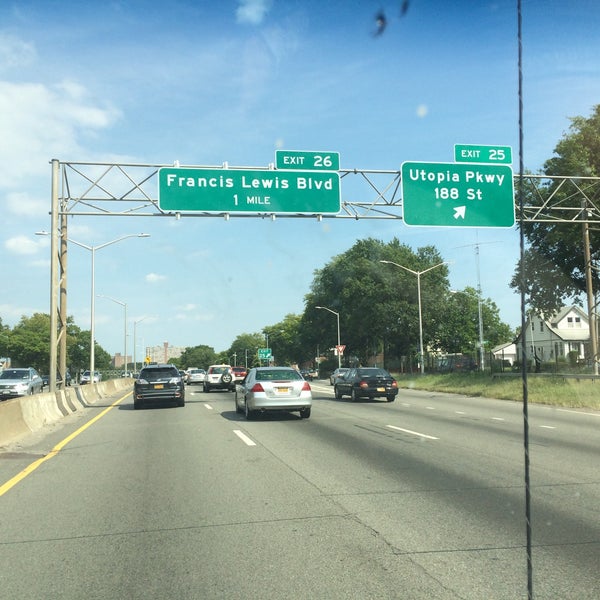 EXIT 26
Francis Lewis Blvd
1 MILE
EXIT 25
Utopia Pkwy
188 St